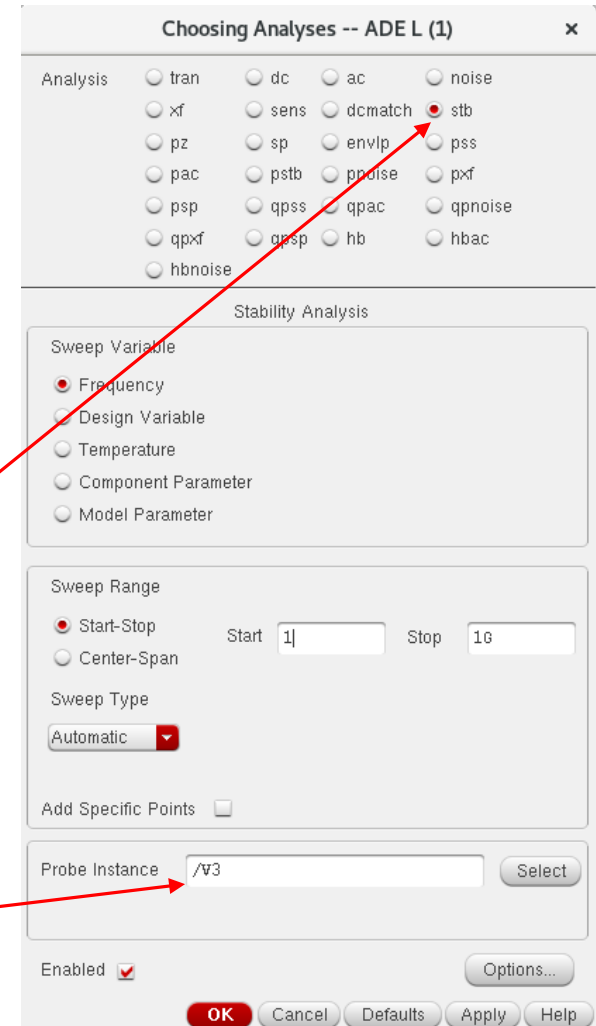 Choosing Analyses -- ADE L (1) ×
Analysis tran dc ac noise
xf sens dcmatch stb
pz sp envlp pss
pac pstb pnoise pxf
psp qpss qpac qpnoise
qpxf qpsp hb hbac
hbnoise
Stability Analysis
Sweep Variable
Frequency
Design Variable
Temperature
Component Parameter
Model Parameter
Sweep Range
Start-Stop Start 1 Stop 1G
Center-Span
Sweep Type
Automatic
Add Specific Points
Probe Instance /V3 Select
Enabled Options...
OK Cancel Defaults Apply Help